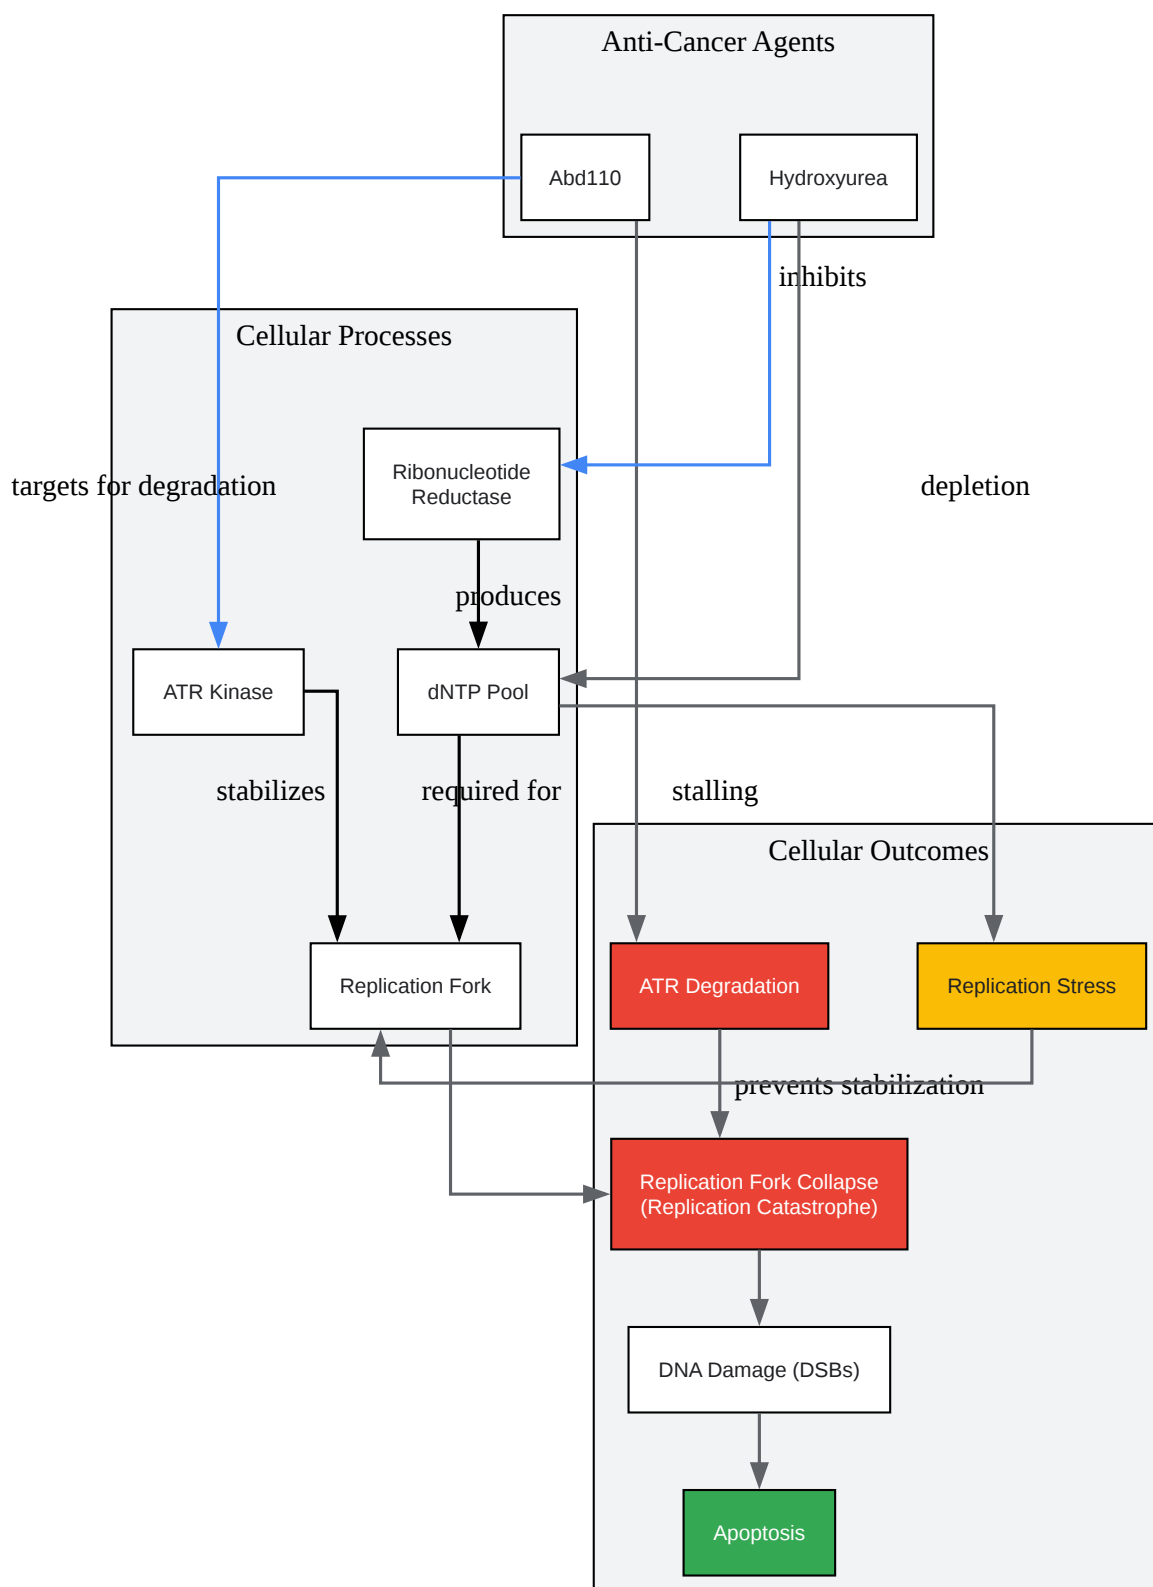 Anti-Cancer Agents
Abd110
Hydroxyurea
inhibits
Cellular Processes
Ribonucleotide
Reductase
targets for degradation
depletion
produces
ATR Kinase
dNTP Pool
stabilizes
required for
stalling
Cellular Outcomes
Replication Fork
ATR Degradation
Replication Stress
prevents stabilization
Replication Fork Collapse
(Replication Catastrophe)
DNA Damage (DSBs)
Apoptosis